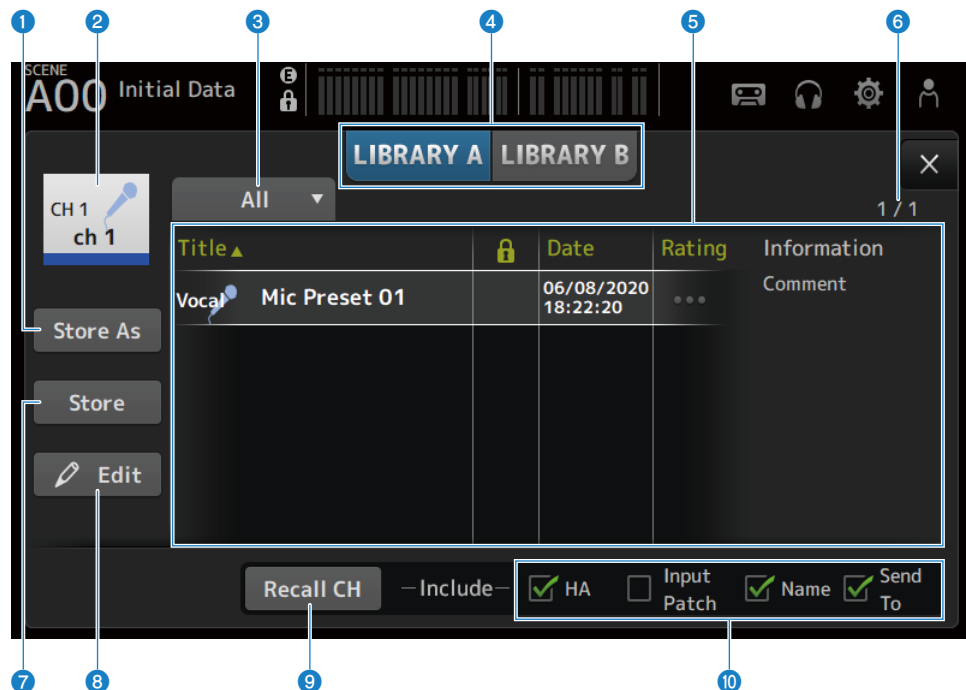 1 2 3 4 5 6
SCENE
A00 Initial Data
E
LIBRARY A LIBRARY B
CH 1
ch 1
All
1 / 1
Title Date Rating Information
Vocal Mic Preset 01 06/08/2020
18:22:20
Comment
Store As
Store
Edit
Recall CH Include HA Input
Patch Name Send
To
7 8 9 10